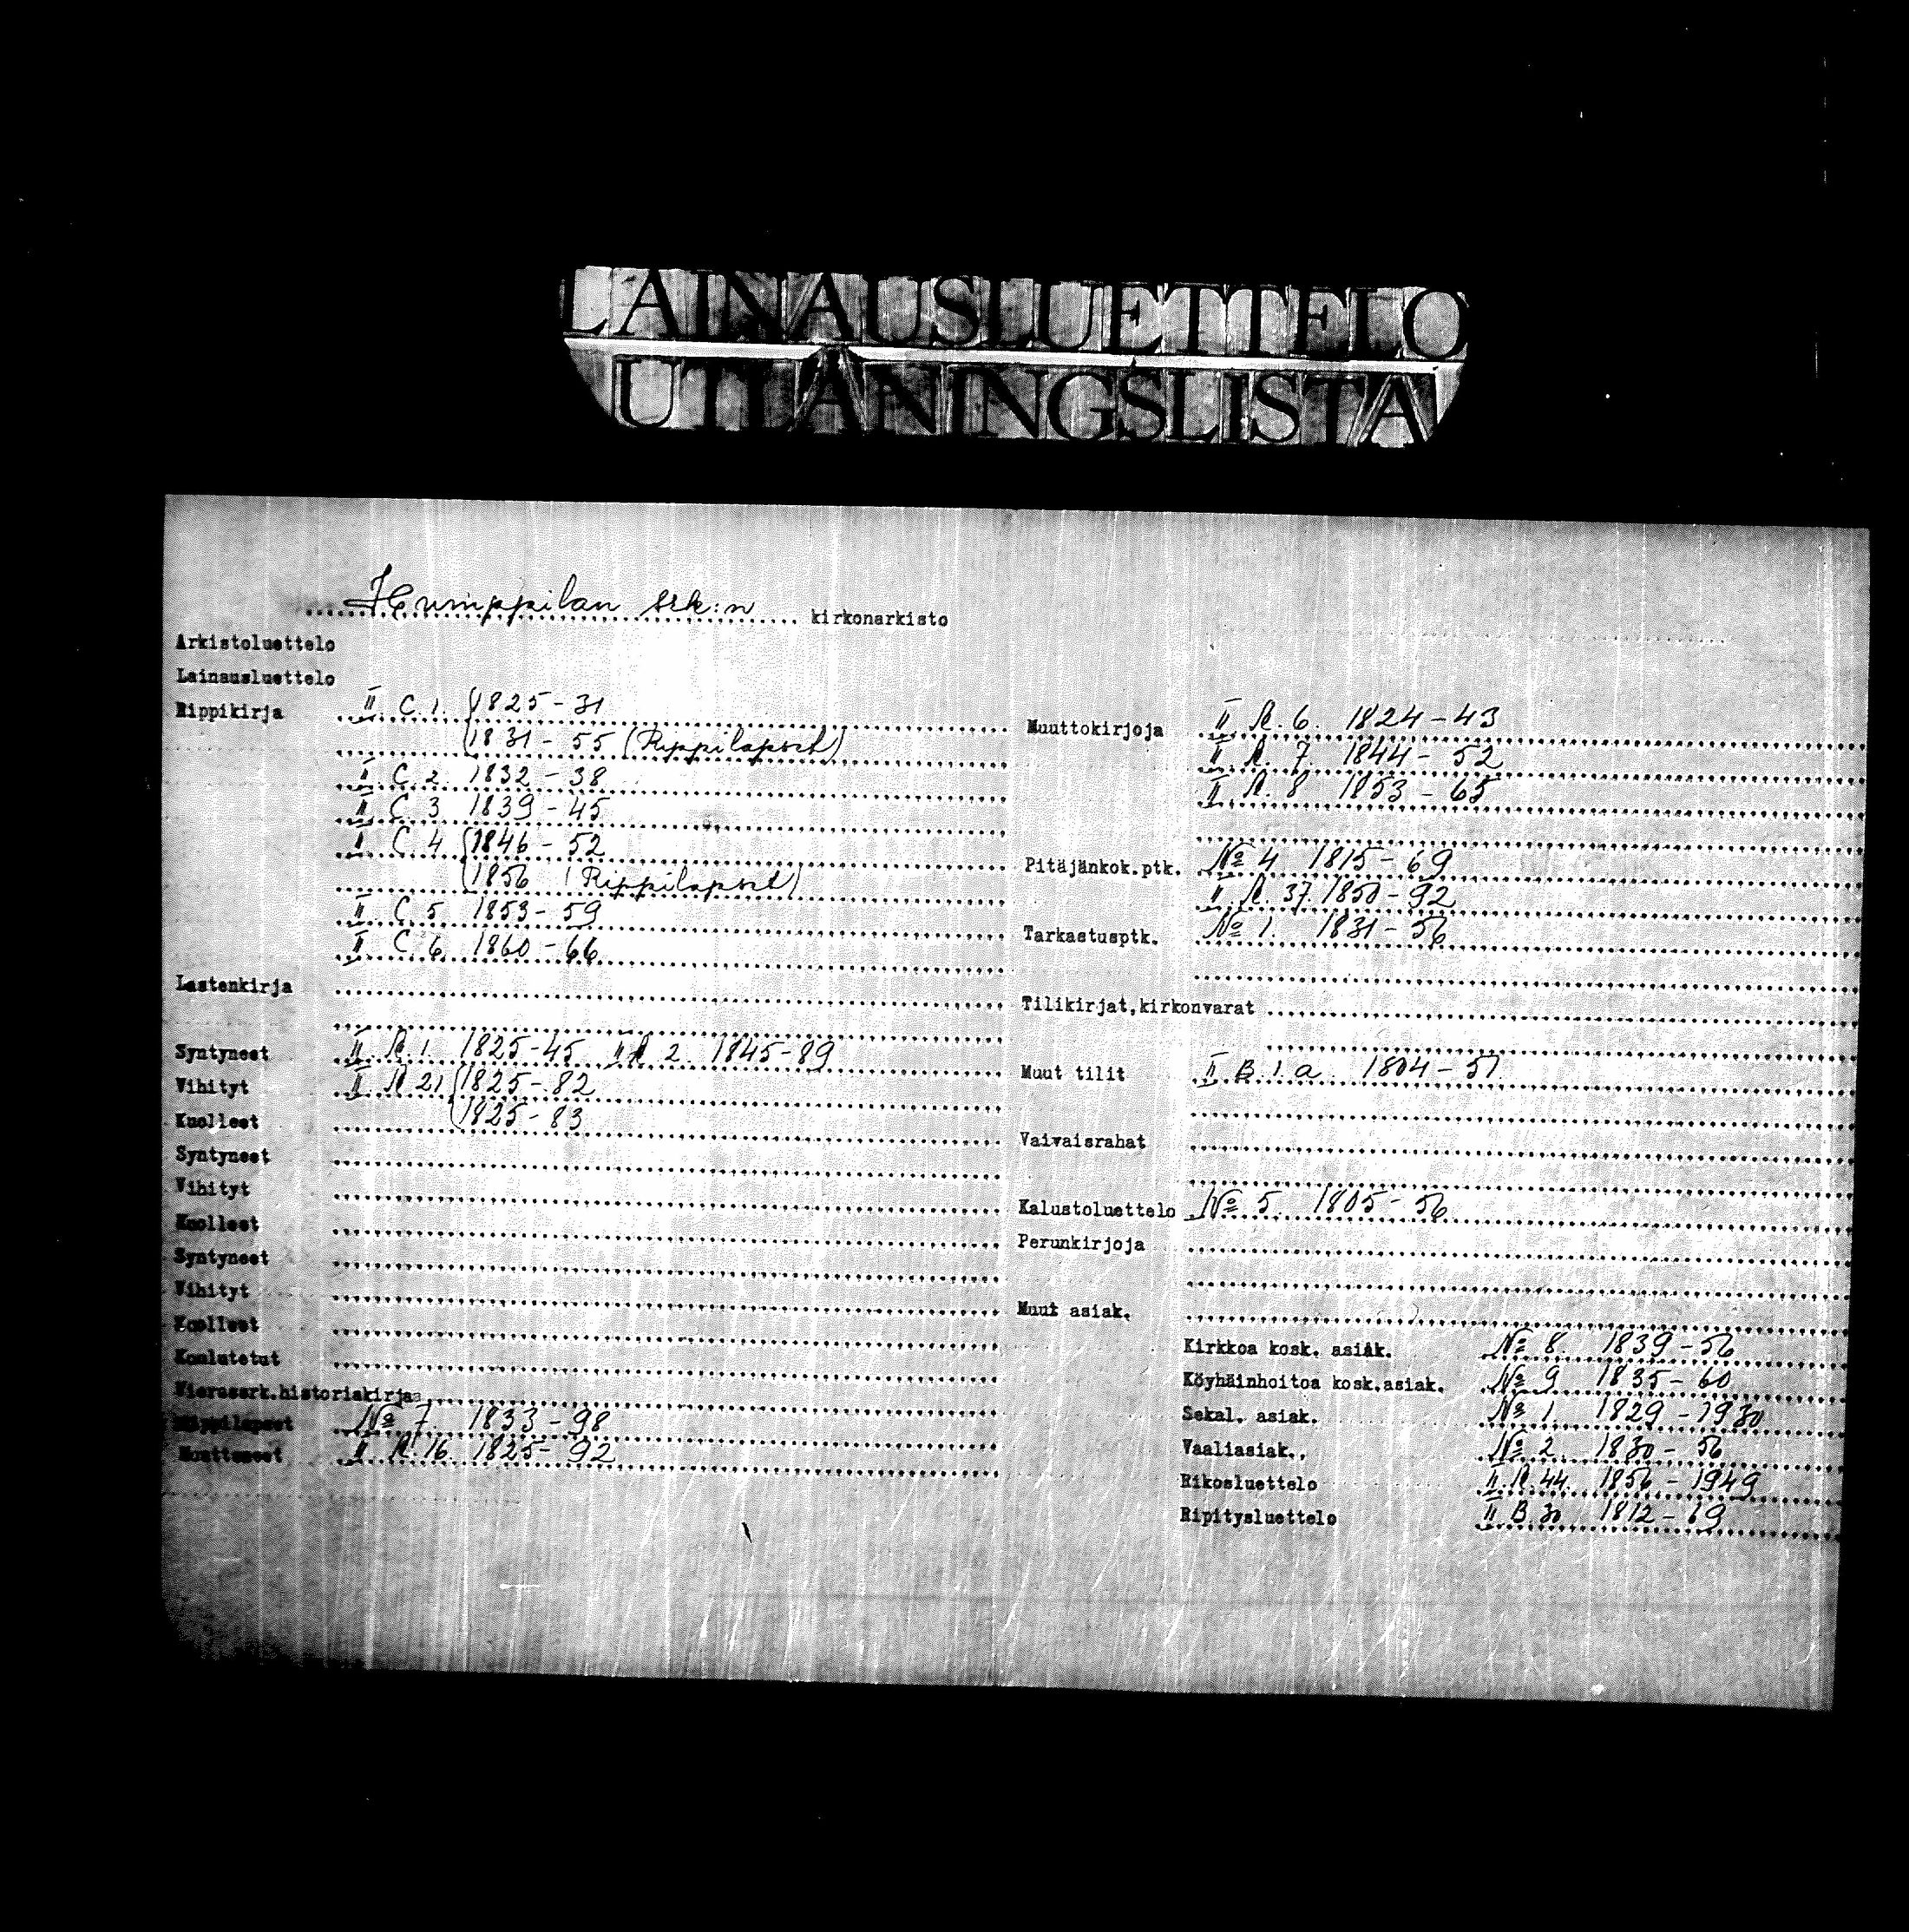 LAINAUSLUETTELO
UTLÅNINGSLISTA
Humppilan srk:n kirkonarkisto
Arkistoluettelo
Lainausluettelo
Rippikirja II C. 1. 1825-31
1831-55 (Rippilapset)
II C. 2. 1832-38
II C. 3 1839-45
II C. 4 1846-52
1856 (Rippilapset)
II C. 5 1853-59
II C. 6 1860-66
Lastenkirja
Syntyneet II R. 1. 1825-45 II R 2. 1845-89
Vihityt II R 21 1825-82
Kuolleet 1825-83
Syntyneet
Vihityt
Kuolleet
Syntyneet
Vihityt
Kuolleet
Kuulutetut
Vierassrk.historiakirjaa
Rippilapset No 7. 1833-98
Muuttaneet II R. 16 1825-92
Muuttokirjoja II R. 6. 1824-43
II R. 7. 1844-52
II R. 8 1853-65
Pitäjänkok.ptk. No 4 1815-69
II R. 37. 1850-92
Tarkastusptk. No 1. 1831-56
Tilikirjat,kirkonvarat
Muut tilit II B. 1. a 1804-57
Vaivaisrahat
Kalustoluettelo No 5. 1805-56
Perunkirjoja
Muut asiak.
Kirkkoa kosk. asiak. No 8. 1839-56
Köyhäinhoitoa kosk.asiak. No 9 1835-60
Sekal. asiak. No 1. 1829-1930
Vaaliasiak.. No 2. 1830-56
Rikosluettelo II R. 44. 1856-1949
Ripitysluettelo II B. 30 1812-69